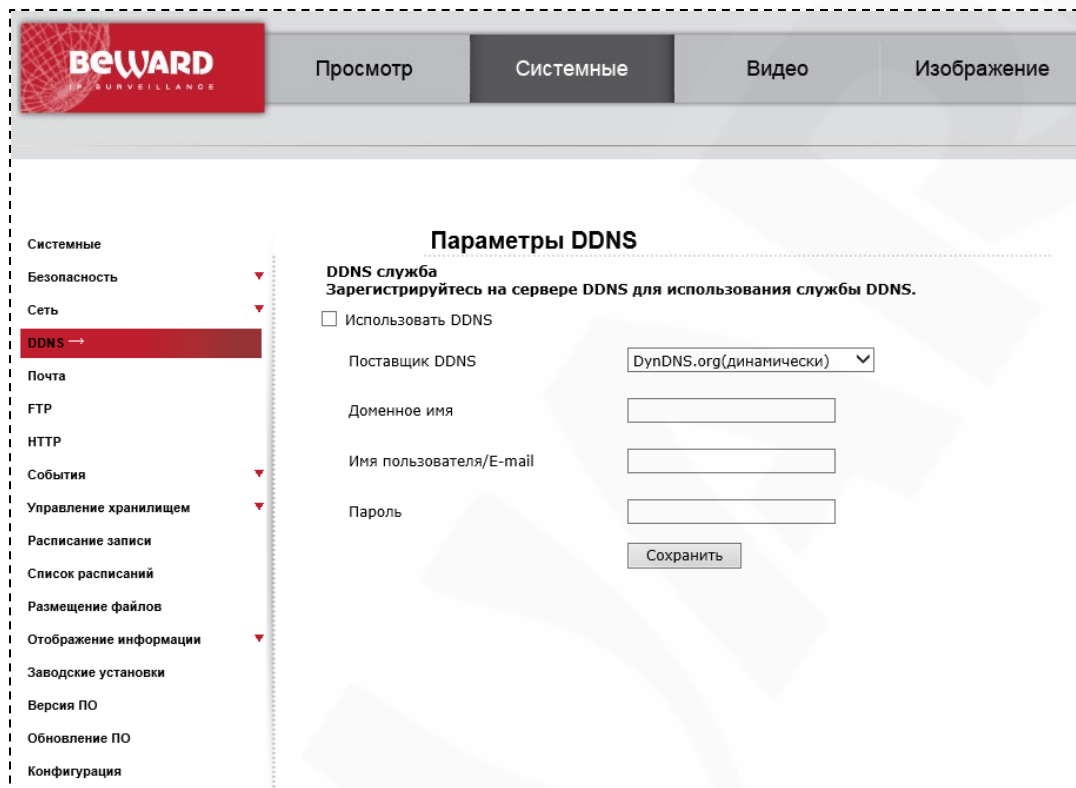 BEWARD
IP SURVEILLANCE
Просмотр
Системные
Видео
Изображение
Системные
Безопасность
Сеть
DDNS →
Почта
FTP
HTTP
События
Управление хранилищем
Расписание записи
Список расписаний
Размещение файлов
Отображение информации
Заводские установки
Версия ПО
Обновление ПО
Конфигурация
Параметры DDNS
DDNS служба
Зарегистрируйтесь на сервере DDNS для использования службы DDNS.
Использовать DDNS
Поставщик DDNS
DynDNS.org(динамически)
Доменное имя
Имя пользователя/E-mail
Пароль
Сохранить